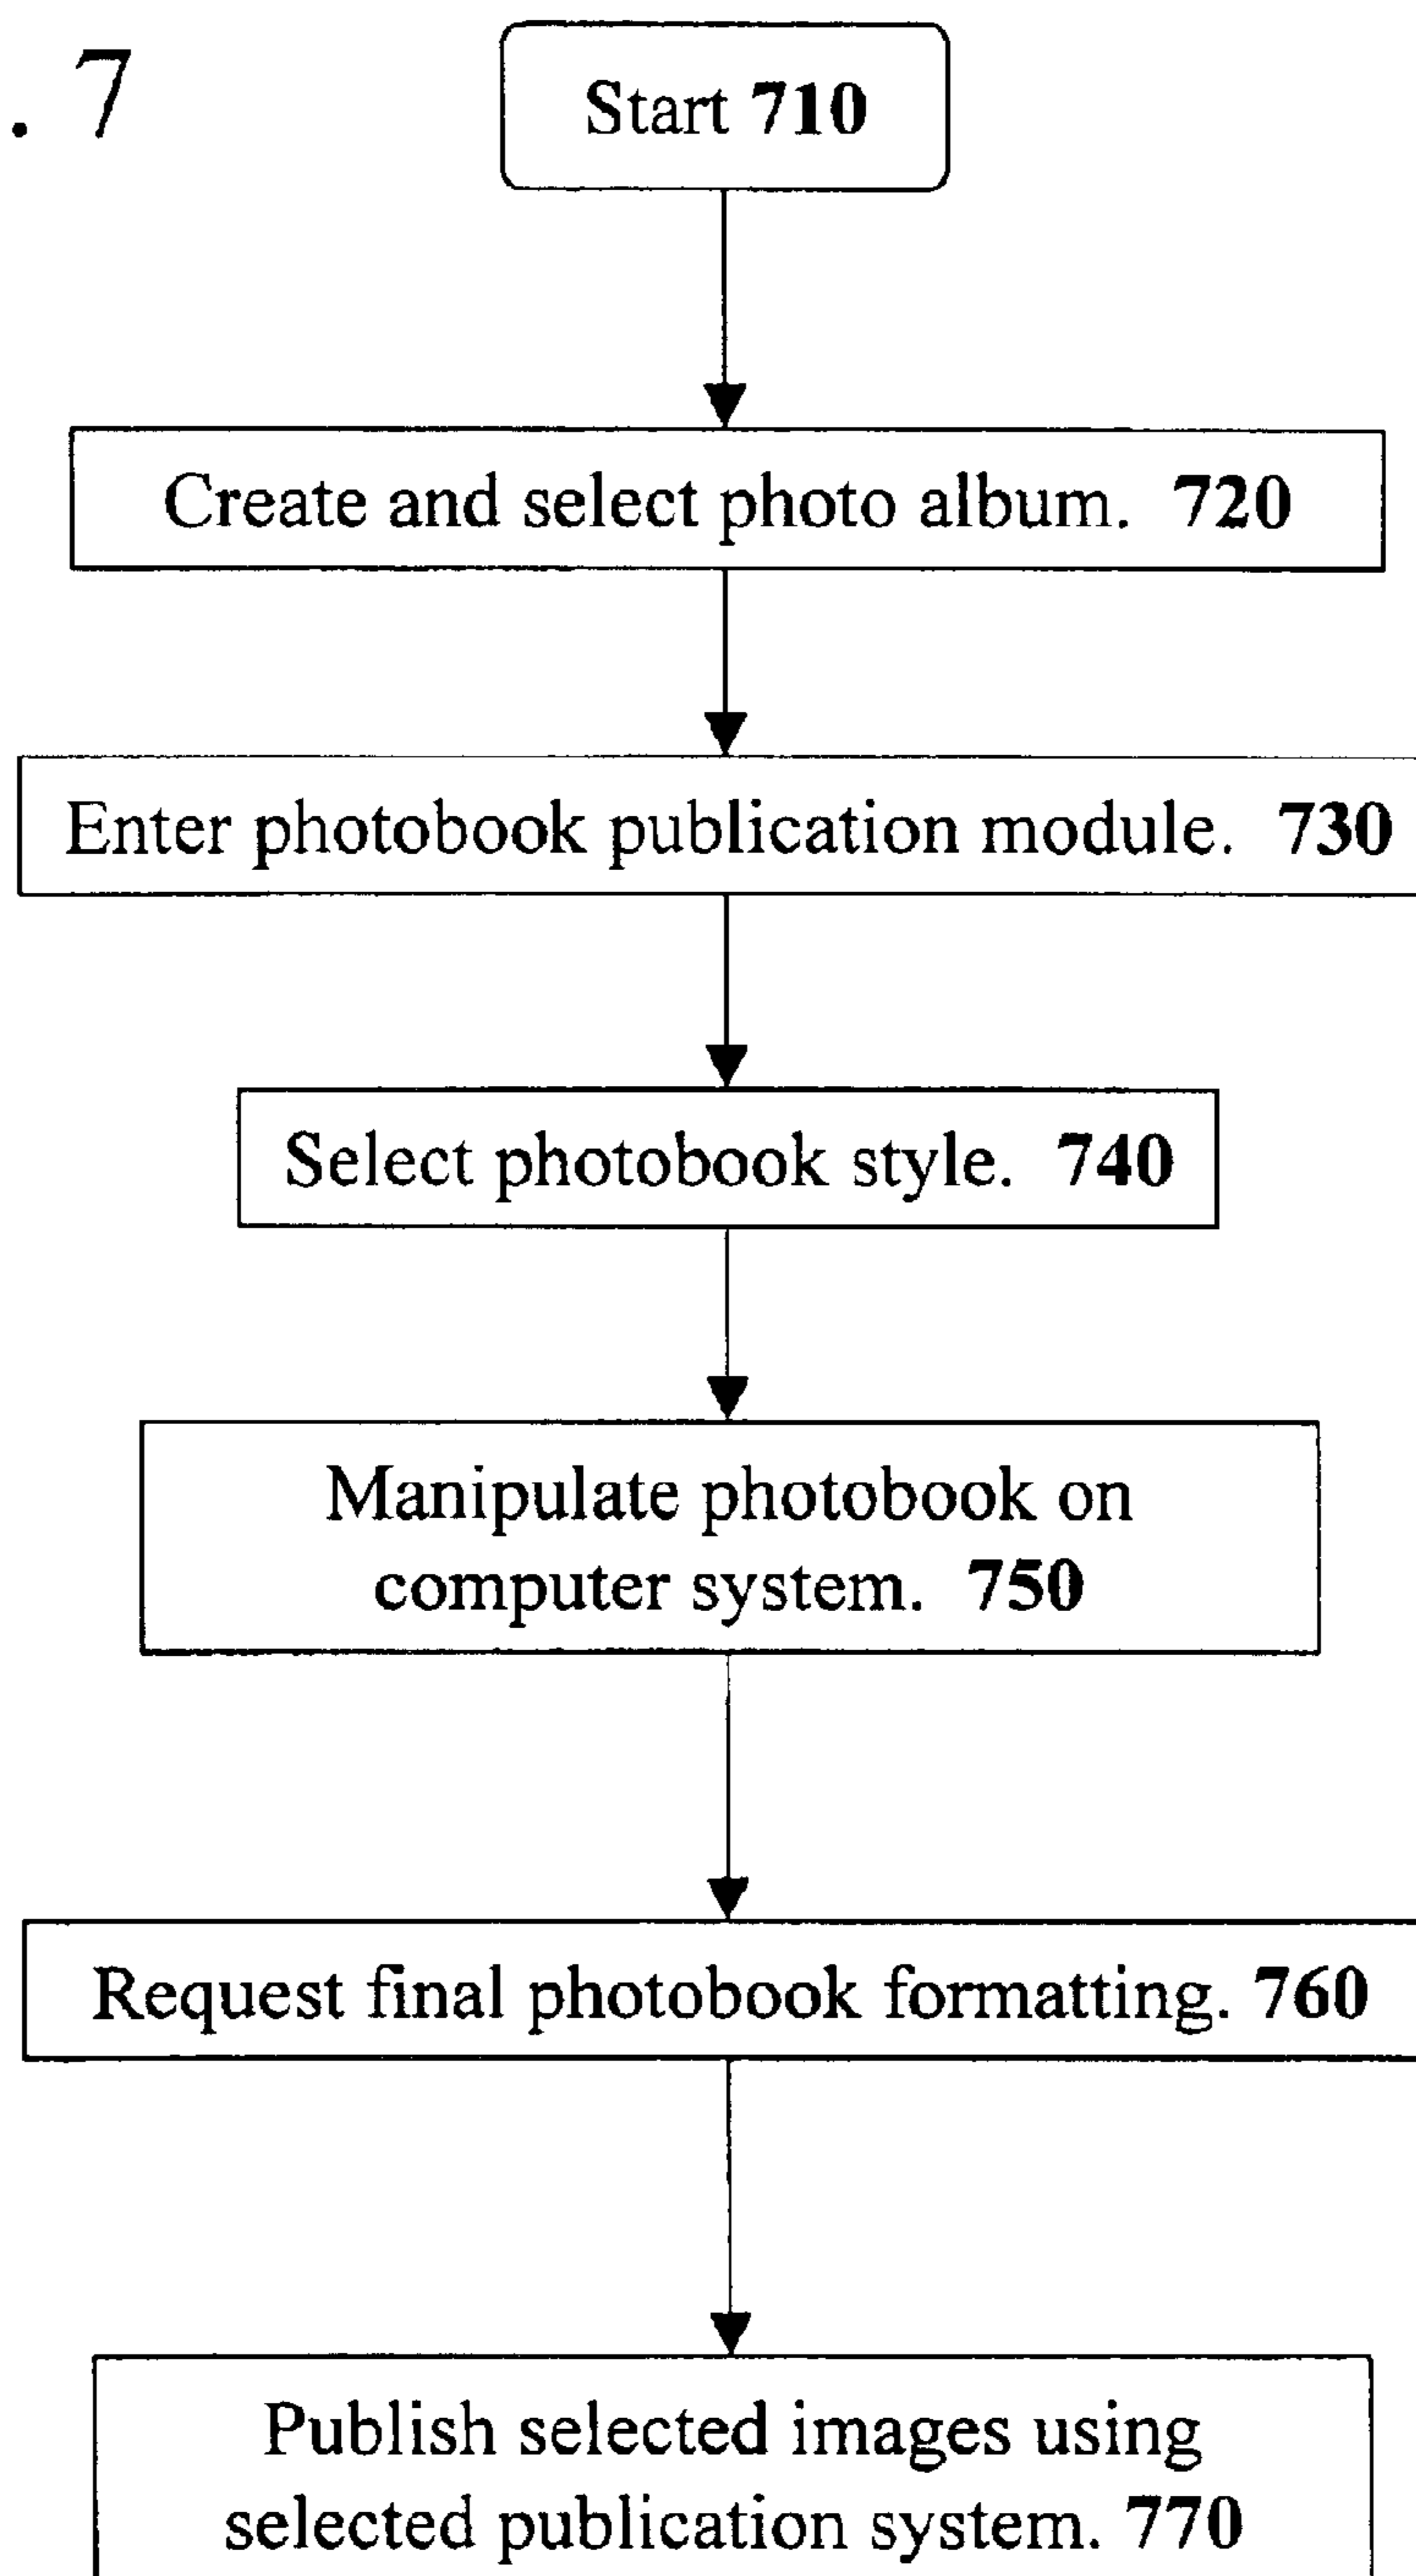 . 7
Start 710
Create and select photo album. 720
Enter photobook publication module. 730
Select photobook style. 740
Manipulate photobook on
computer system. 750
Request final photobook formatting. 760
Publish selected images using
selected publication system. 770